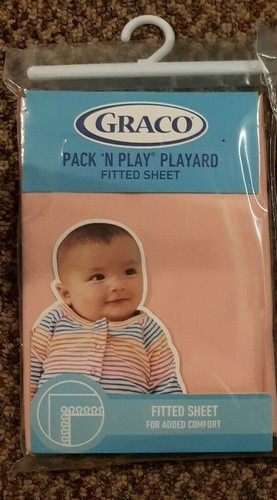 GRACO®
PACK 'N PLAY® PLAYARD
FITTED SHEET
FITTED SHEET
FOR ADDED COMFORT